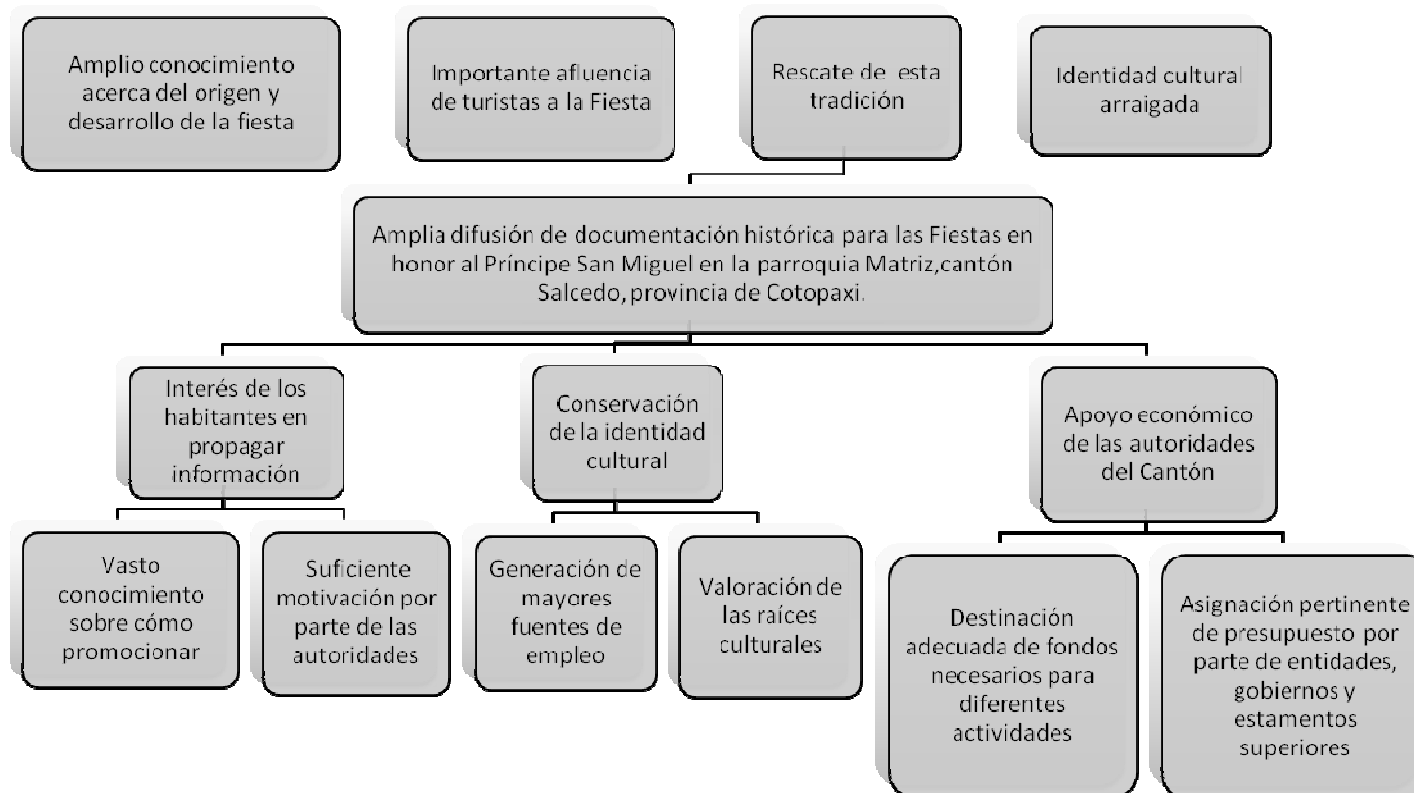 Amplio conocimiento
acerca del origen y
desarrollo de la fiesta
Importante afluencia
de turistas a la Fiesta
Rescate de esta
tradición
Identidad cultural
arraigada
Amplia difusión de documentación histórica para las Fiestas en
honor al Príncipe San Miguel en la parroquia Matriz,cantón
Salcedo, provincia de Cotopaxi.
Interés de los
habitantes en
propagar
información
Conservación
de la identidad
cultural
Apoyo económico
de las autoridades
del Cantón
Vasto
conocimiento
sobre cómo
promocionar
Suficiente
motivación por
parte de las
autoridades
Generación de
mayores
fuentes de
empleo
Valoración de
las raíces
culturales
Destinación
adecuada de fondos
necesarios para
diferentes
actividades
Asignación pertinente
de presupuesto por
parte de entidades,
gobiernos y
estamentos
superiores